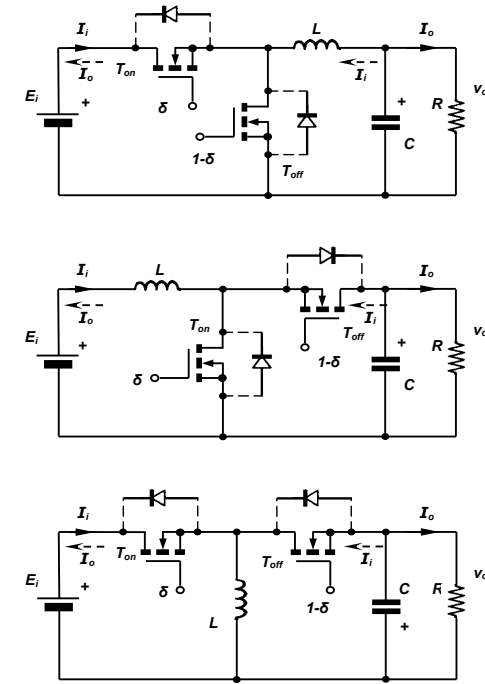 Ii L Io
Io Ton Ii
Ei + δ + R vo
1-δ C
Toff
Ii L Io
Io Ton Toff Ii
Ei + 1-δ + R vo
δ C
Ii Io
Io Ton Toff Ii
Ei + δ 1-δ C R vo
L +